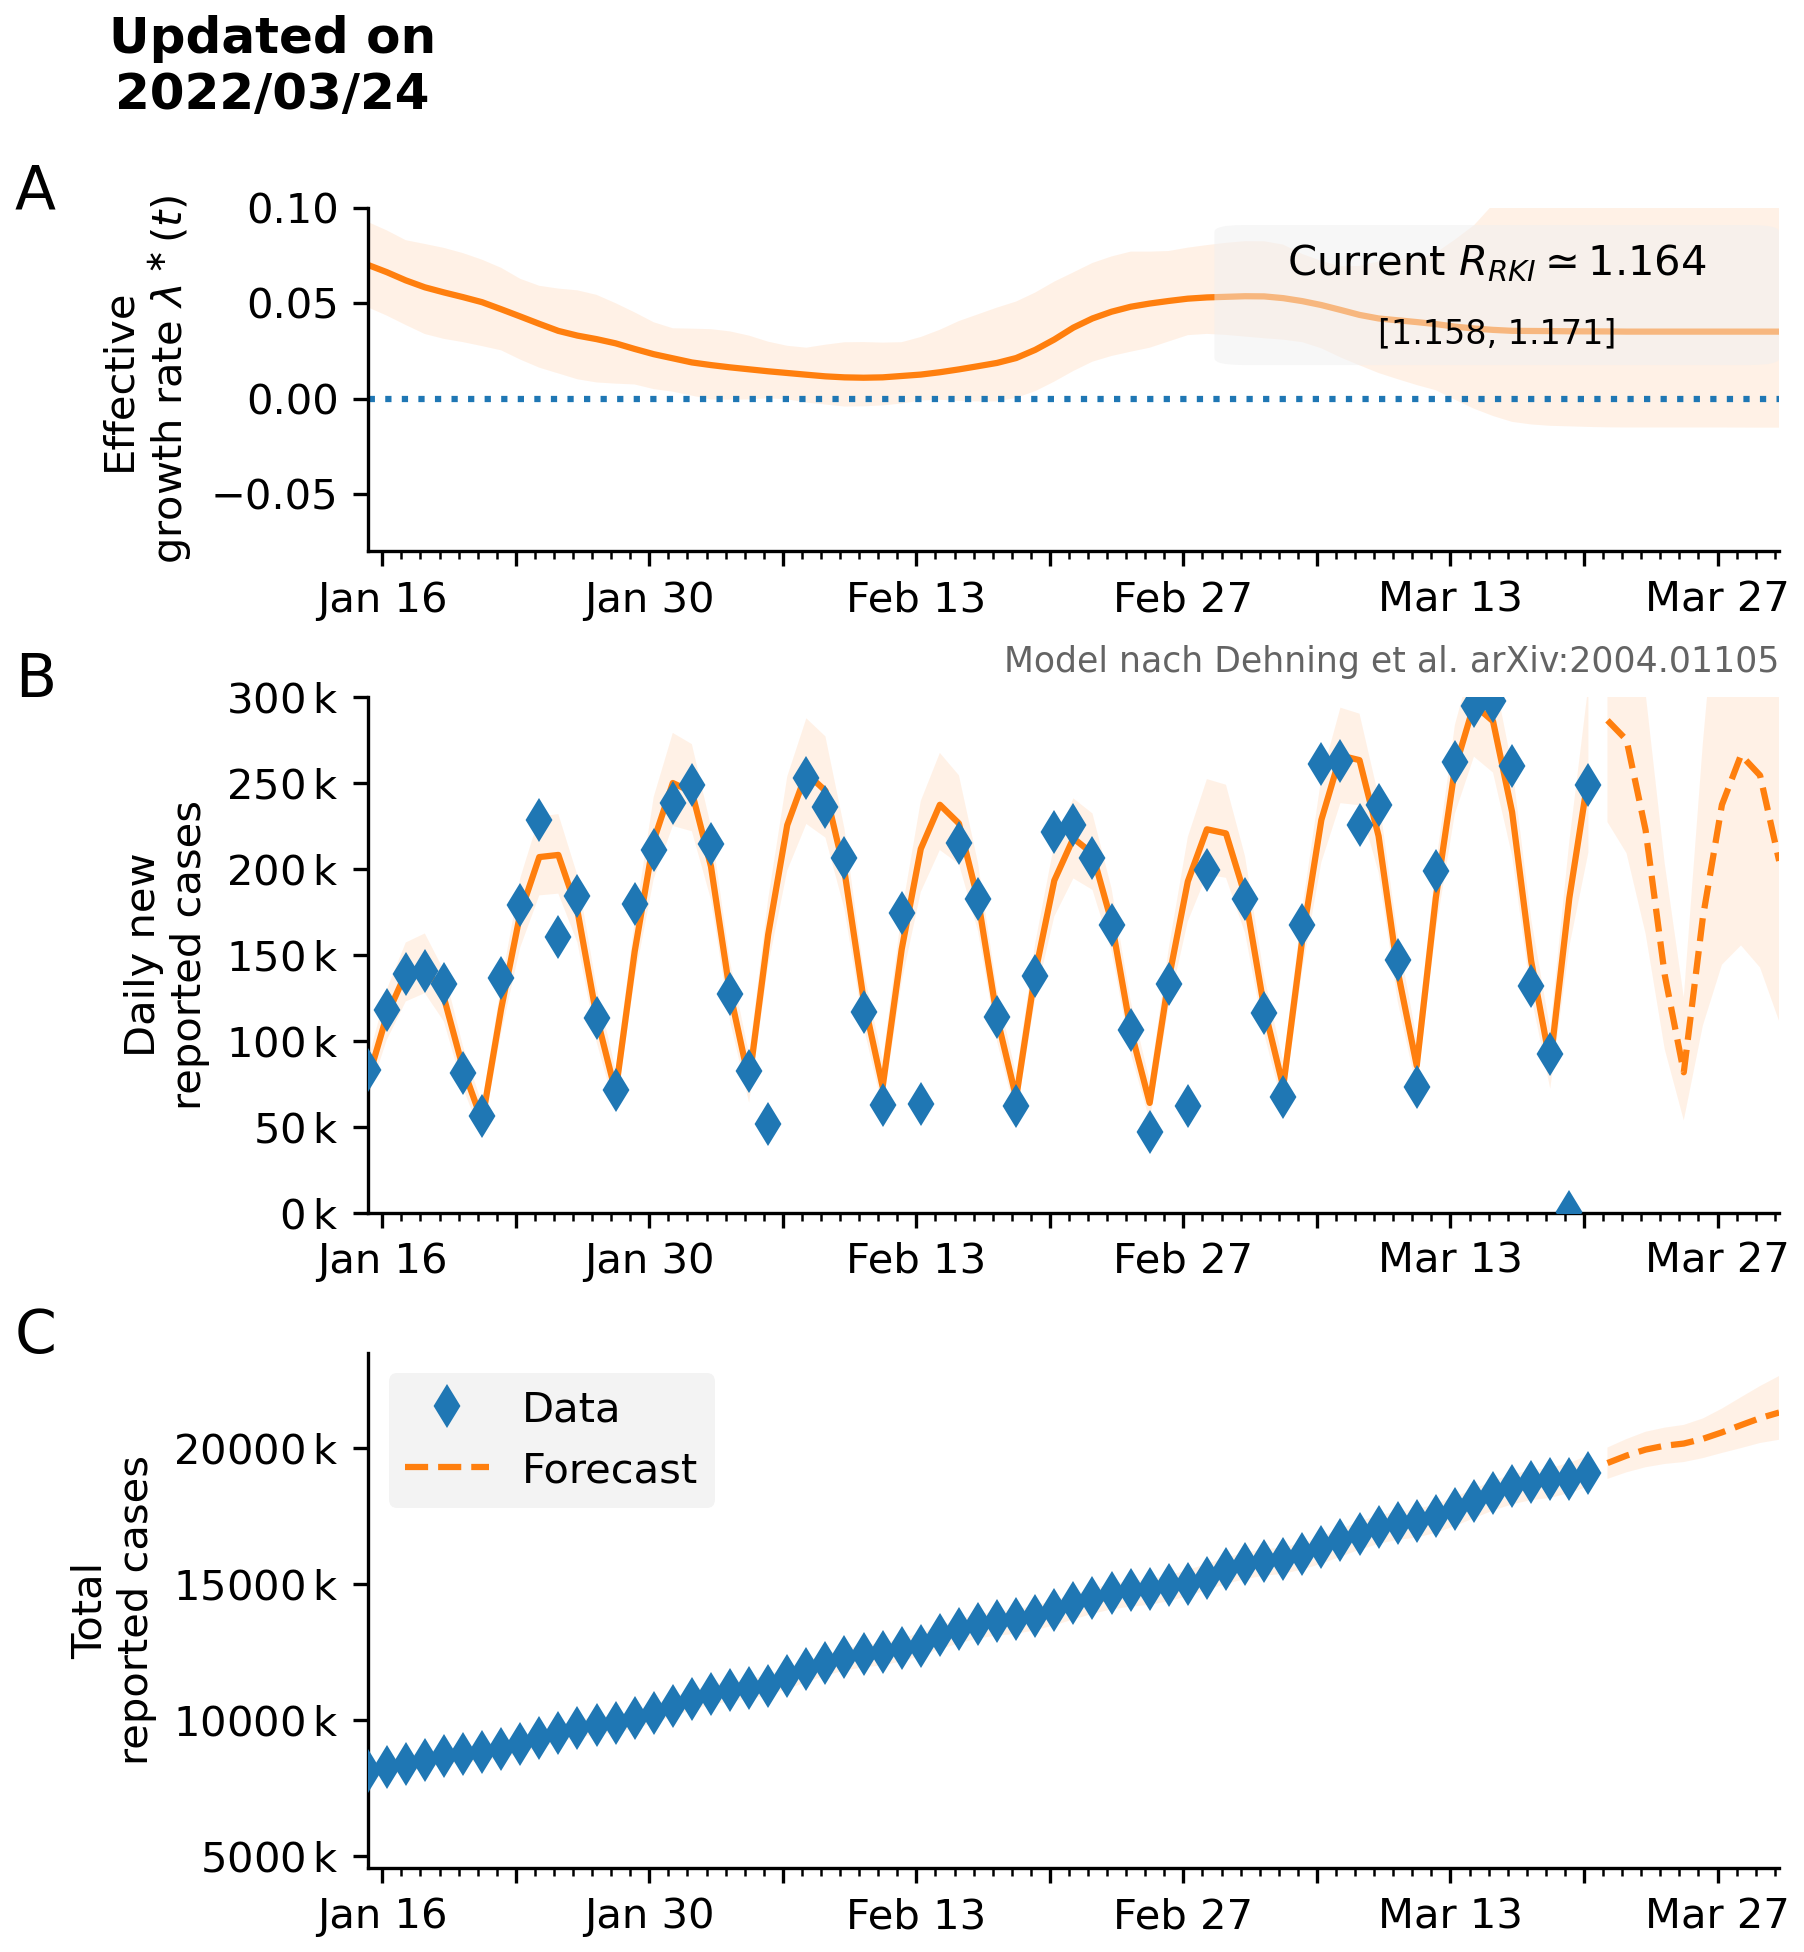 Updated on
2022/03/24
A
Effective
growth rate λ * (t)
0.10
0.05
0.00
−0.05
Current R_RKI ≃ 1.164
[1.158, 1.171]
Jan 16 Jan 30 Feb 13 Feb 27 Mar 13 Mar 27
Model nach Dehning et al. arXiv:2004.01105
B
Daily new
reported cases
300 k
250 k
200 k
150 k
100 k
50 k
0 k
Jan 16 Jan 30 Feb 13 Feb 27 Mar 13 Mar 27
C
Total
reported cases
20000 k
15000 k
10000 k
5000 k
Data
Forecast
Jan 16 Jan 30 Feb 13 Feb 27 Mar 13 Mar 27